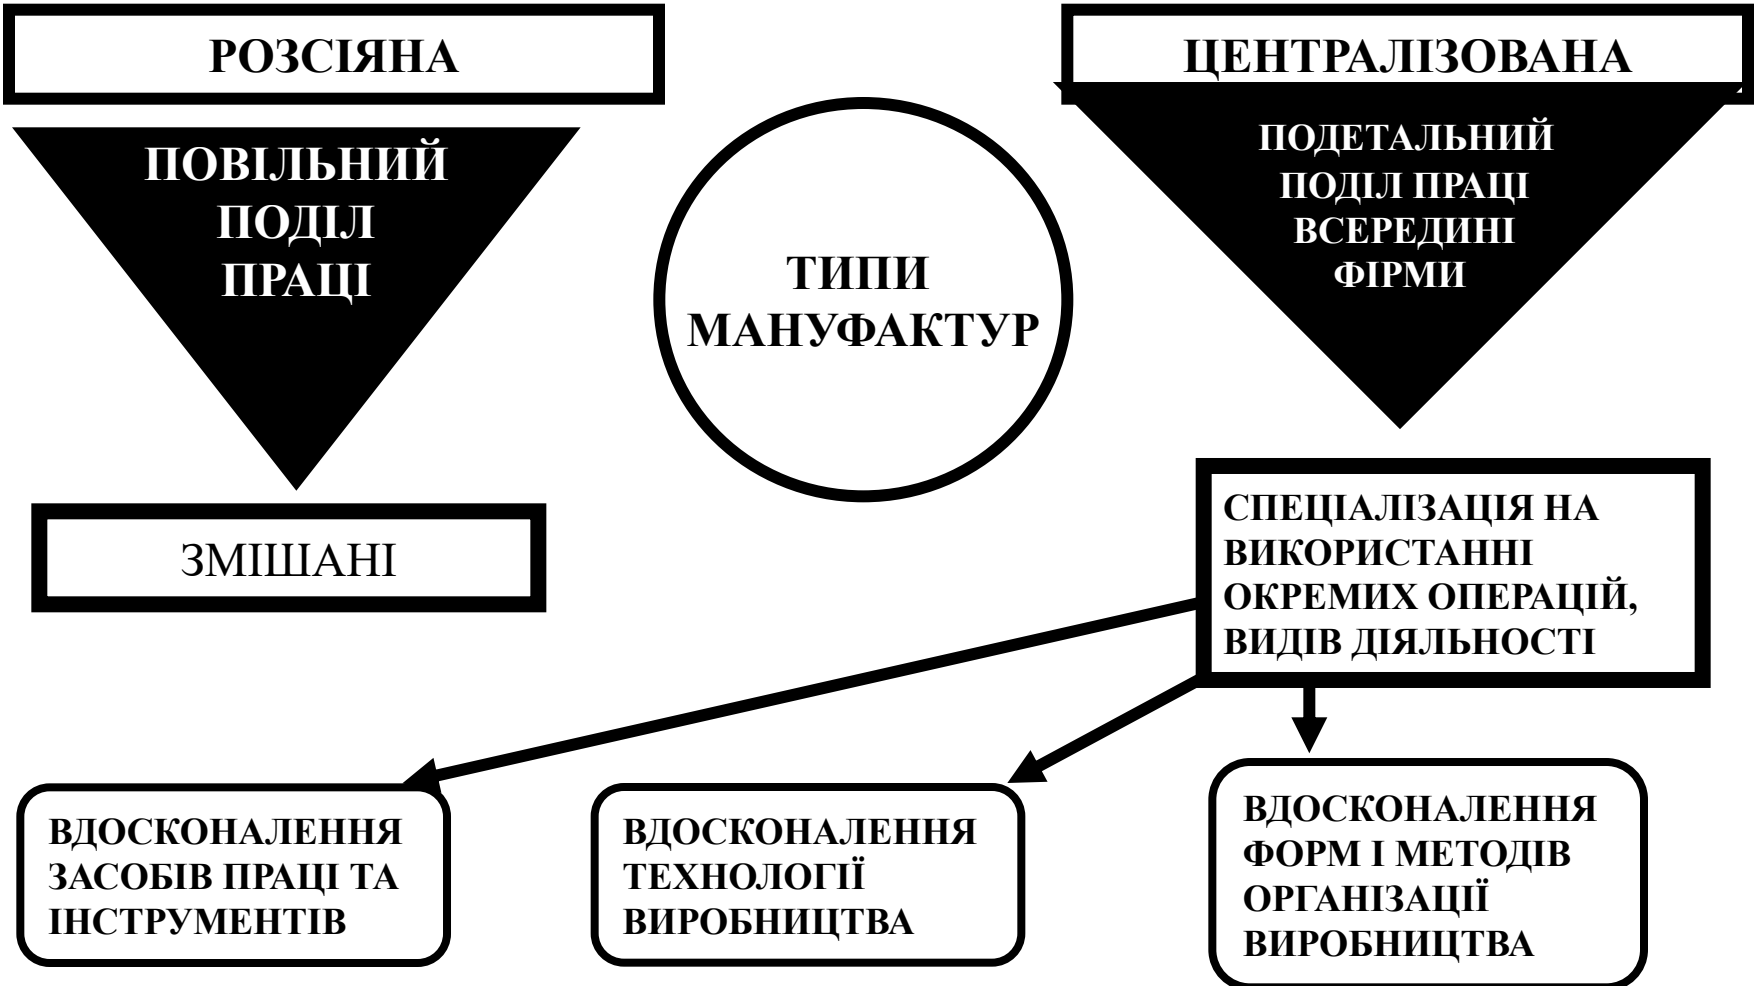 РОЗСІЯНА
ПОВІЛЬНИЙ
ПОДІЛ
ПРАЦІ
ЗМІШАНІ
ТИПИ
МАНУФАКТУР
ЦЕНТРАЛІЗОВАНА
ПОДЕТАЛЬНИЙ
ПОДІЛ ПРАЦІ
ВСЕРЕДИНІ
ФІРМИ
СПЕЦІАЛІЗАЦІЯ НА
ВИКОРИСТАННІ
ОКРЕМИХ ОПЕРАЦІЙ,
ВИДІВ ДІЯЛЬНОСТІ
ВДОСКОНАЛЕННЯ
ЗАСОБІВ ПРАЦІ ТА
ІНСТРУМЕНТІВ
ВДОСКОНАЛЕННЯ
ТЕХНОЛОГІЇ
ВИРОБНИЦТВА
ВДОСКОНАЛЕННЯ
ФОРМ І МЕТОДІВ
ОРГАНІЗАЦІЇ
ВИРОБНИЦТВА